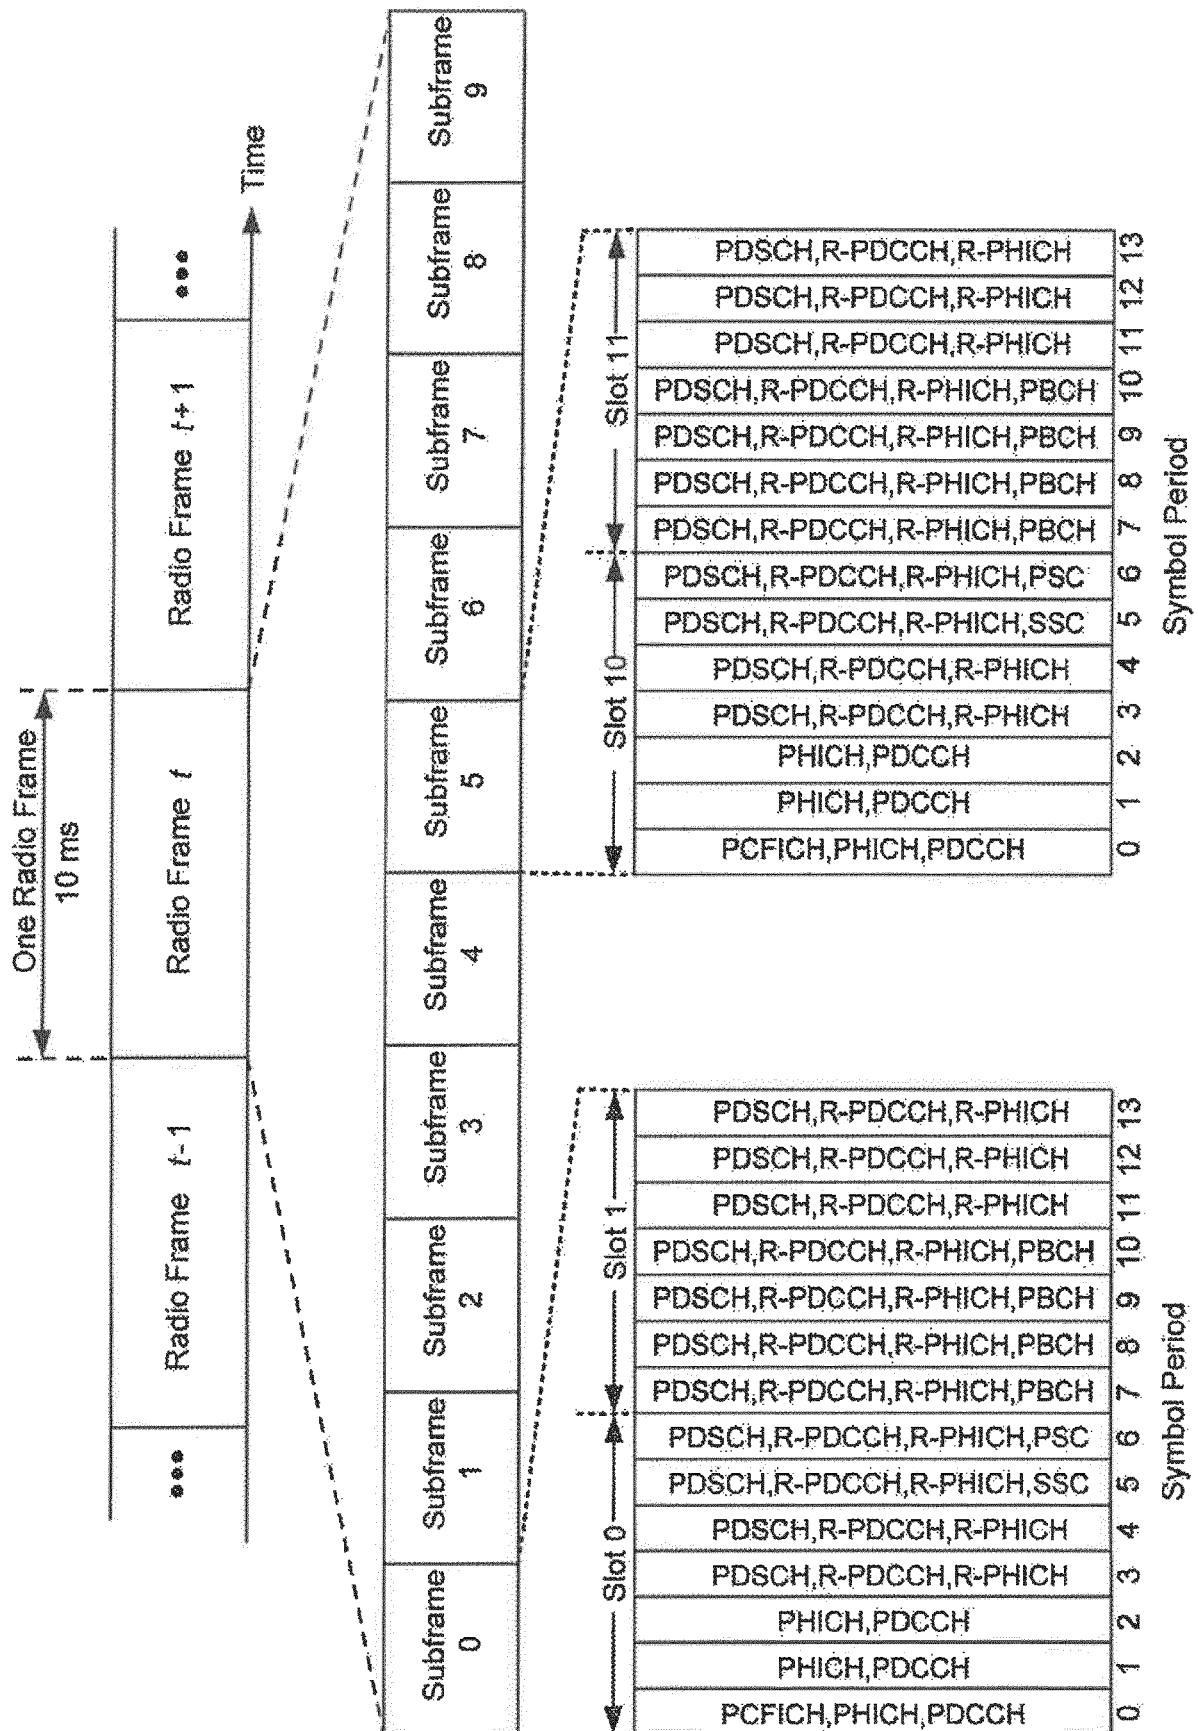 One Radio Frame
10 ms
•••
Radio Frame t-1
Radio Frame t
Radio Frame t+1
•••
Time
Subframe
0
Subframe
1
Subframe
2
Subframe
3
Subframe
4
Subframe
5
Subframe
6
Subframe
7
Subframe
8
Subframe
9
Slot 0
Slot 1
PCFICH,PHICH,PDCCH
PHICH,PDCCH
PHICH,PDCCH
PDSCH,R-PDCCH,R-PHICH
PDSCH,R-PDCCH,R-PHICH
PDSCH,R-PDCCH,R-PHICH,SSC
PDSCH,R-PDCCH,R-PHICH,PSC
PDSCH,R-PDCCH,R-PHICH,PBCH
PDSCH,R-PDCCH,R-PHICH,PBCH
PDSCH,R-PDCCH,R-PHICH,PBCH
PDSCH,R-PDCCH,R-PHICH,PBCH
PDSCH,R-PDCCH,R-PHICH
PDSCH,R-PDCCH,R-PHICH
PDSCH,R-PDCCH,R-PHICH
0 1 2 3 4 5 6 7 8 9 10 11 12 13
Symbol Period
Slot 10
Slot 11
PCFICH,PHICH,PDCCH
PHICH,PDCCH
PHICH,PDCCH
PDSCH,R-PDCCH,R-PHICH
PDSCH,R-PDCCH,R-PHICH
PDSCH,R-PDCCH,R-PHICH,SSC
PDSCH,R-PDCCH,R-PHICH,PSC
PDSCH,R-PDCCH,R-PHICH,PBCH
PDSCH,R-PDCCH,R-PHICH,PBCH
PDSCH,R-PDCCH,R-PHICH,PBCH
PDSCH,R-PDCCH,R-PHICH,PBCH
PDSCH,R-PDCCH,R-PHICH
PDSCH,R-PDCCH,R-PHICH
PDSCH,R-PDCCH,R-PHICH
0 1 2 3 4 5 6 7 8 9 10 11 12 13
Symbol Period